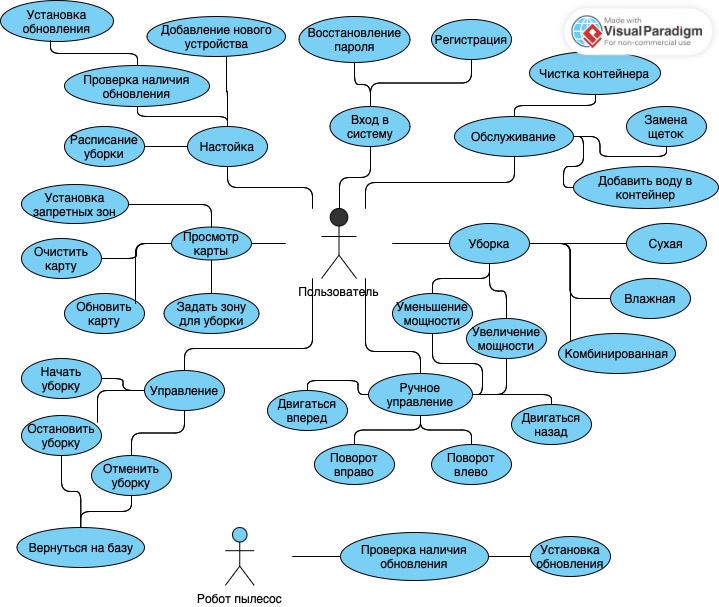 Установка
обновления
Добавление нового
устройства
Восстановление
пароля
Регистрация
Made with
Visual Paradigm
For non-commercial use
Проверка наличия
обновления
Чистка контейнера
Расписание
уборки
Настойка
Вход в
систему
Обслуживание
Замена
щеток
Добавить воду в
контейнер
Установка
запретных зон
Просмотр
карты
Очистить
карту
Обновить
карту
Задать зону
для уборки
Пользователь
Уборка
Сухая
Влажная
Комбинированная
Уменьшение
мощности
Увеличение
мощности
Начать
уборку
Управление
Остановить
уборку
Отменить
уборку
Вернуться на базу
Ручное
управление
Двигаться
вперед
Двигаться
назад
Поворот
вправо
Поворот
влево
Робот пылесос
Проверка наличия
обновления
Установка
обновления